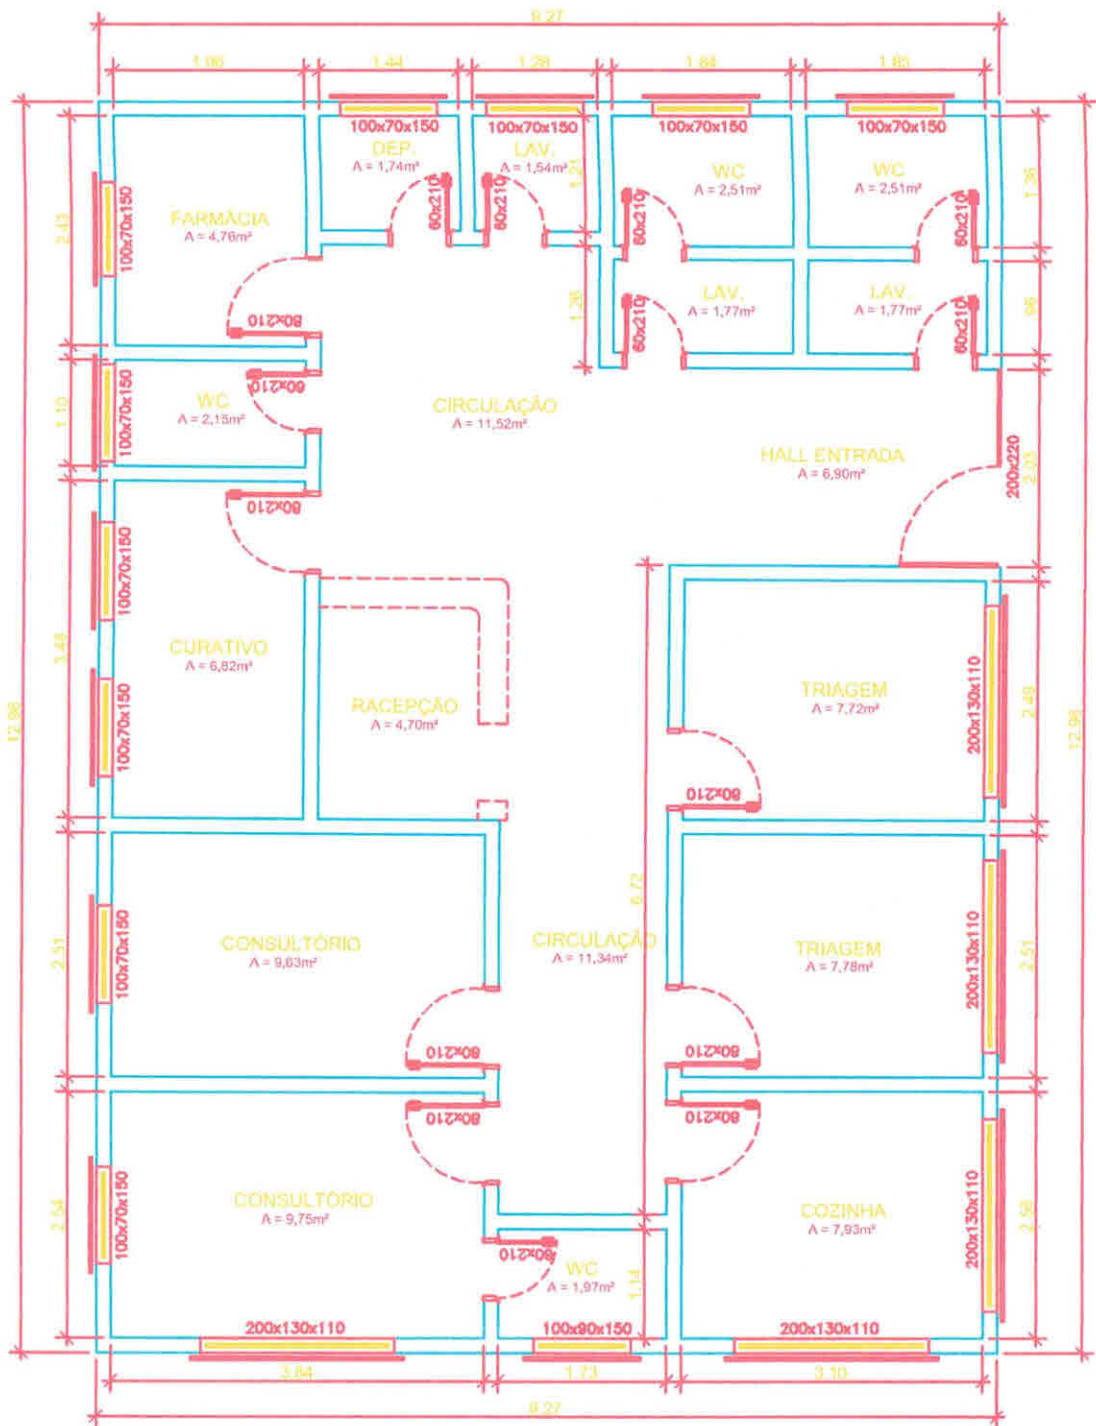 9.27
1.44
1.28
1.84
1.85
100x70x150
100x70x150
100x70x150
100x70x150
DEP.
A = 1,74m²
LAV.
A = 1,54m²
1.21
WC
A = 2,51m²
WC
A = 2,51m²
1.36
60x210
60x210
60x210
60x210
FARMÁCIA
A = 4,76m²
2.43
100x70x150
80x210
1.26
LAV.
A = 1,77m²
LAV.
A = 1,77m²
60x210
60x210
60x210
WC
A = 2,15m²
1.10
100x70x150
CIRCULAÇÃO
A = 11,52m²
HALL ENTRADA
A = 6,90m²
200x220
2.03
80x210
100x70x150
3.48
CURATIVO
A = 6,82m²
100x70x150
RACEPÇÃO
A = 4,70m²
TRIAGEM
A = 7,72m²
200x130x110
2.49
12.98
12.98
80x210
6.72
CONSULTÓRIO
A = 9,63m²
2.51
100x70x150
CIRCULAÇÃO
A = 11,34m²
TRIAGEM
A = 7,78m²
200x130x110
2.51
80x210
80x210
80x210
80x210
CONSULTÓRIO
A = 9,75m²
2.54
100x70x150
COZINHA
A = 7,93m²
200x130x110
WC
A = 1,97m²
1.14
200x130x110
100x90x150
200x130x110
3.84
1.73
3.10
9.27